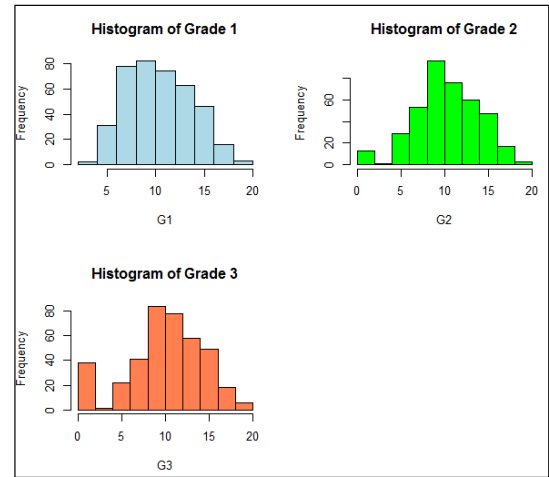 Histogram of Grade 1
Frequency
0 20 40 60 80
5 10 15 20
G1
Histogram of Grade 2
Frequency
0 20 60
0 5 10 15 20
G2
Histogram of Grade 3
Frequency
0 20 40 60 80
0 5 10 15 20
G3